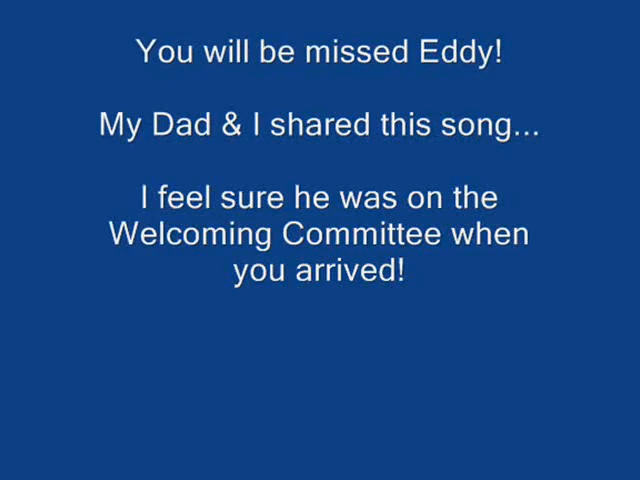 You will be missed Eddy!
My Dad & I shared this song...
I feel sure he was on the
Welcoming Committee when
you arrived!